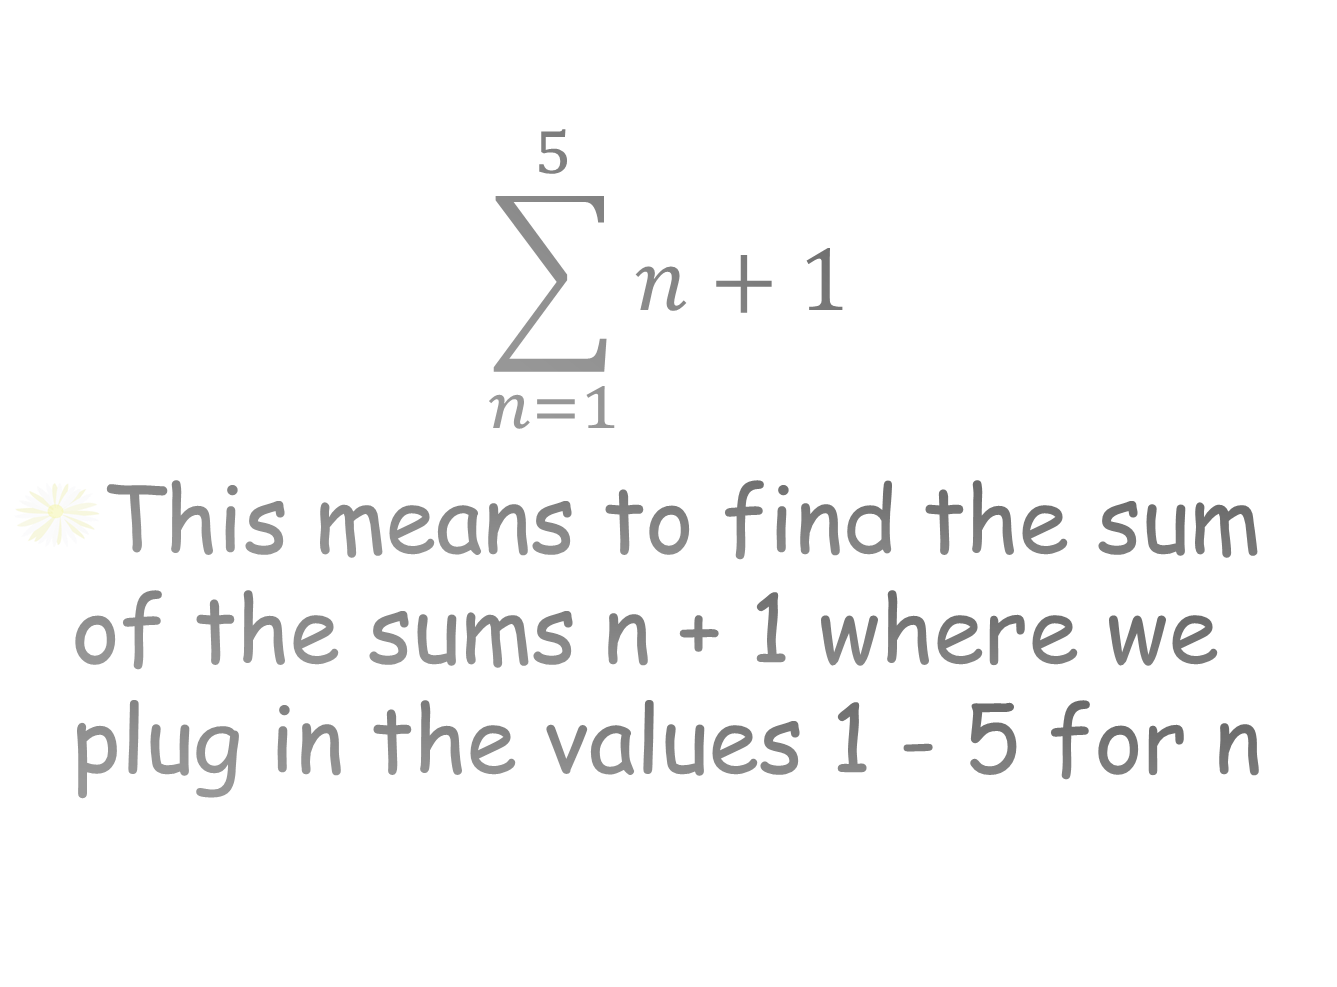 5
∑ n + 1
n=1
This means to find the sum
of the sums n + 1 where we
plug in the values 1 - 5 for n